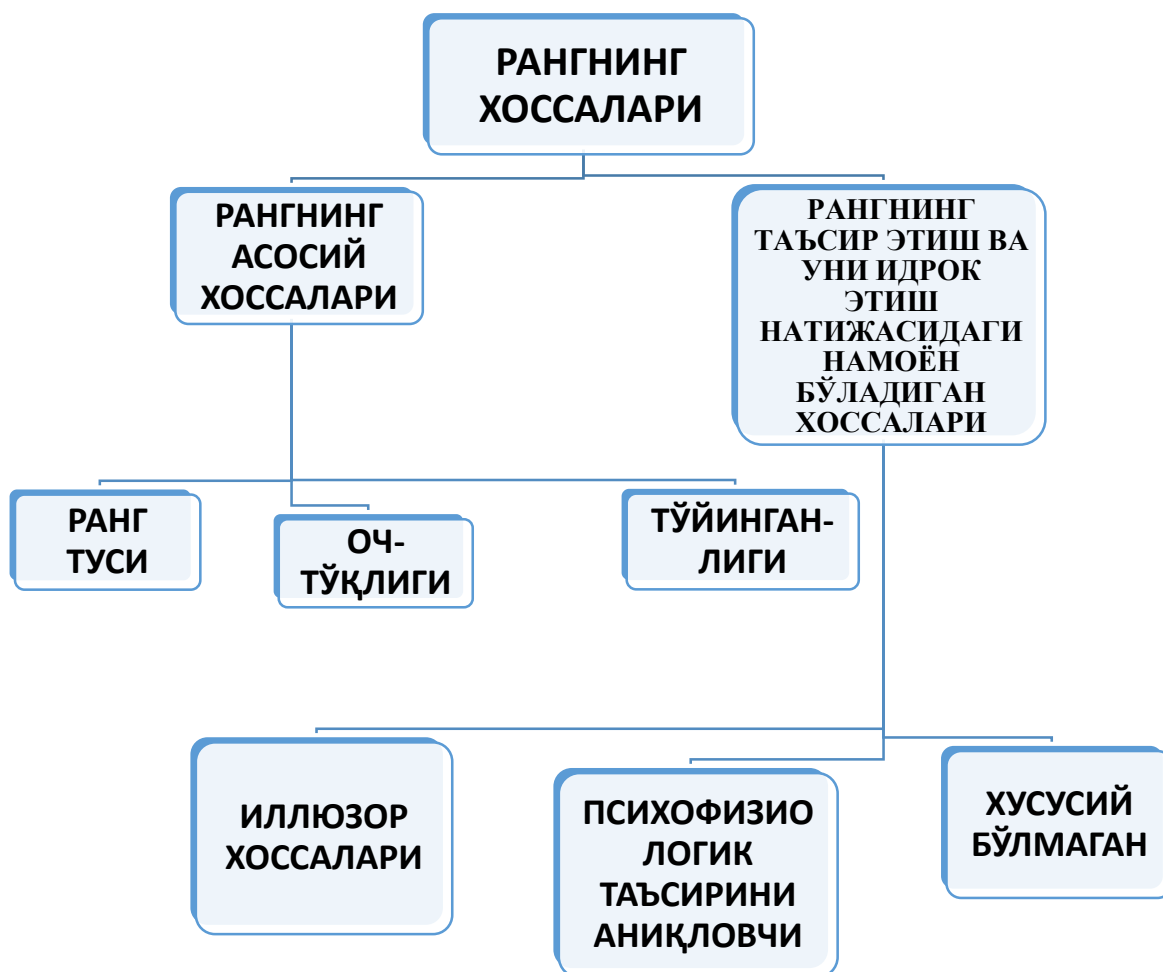 РАНГНИНГ
ХОССАЛАРИ
РАНГНИНГ
АСОСИЙ
ХОССАЛАРИ
РАНГНИНГ
ТАЪСИР ЭТИШ ВА
УНИ ИДРОК
ЭТИШ
НАТИЖАСИДАГИ
НАМОЁН
БЎЛАДИГАН
ХОССАЛАРИ
РАНГ
ТУСИ
ОЧ-
ТЎҚЛИГИ
ТЎЙИНГАН-
ЛИГИ
ИЛЛЮЗОР
ХОССАЛАРИ
ПСИХОФИЗИО
ЛОГИК
ТАЪСИРИНИ
АНИҚЛОВЧИ
ХУСУСИЙ
БЎЛМАГАН